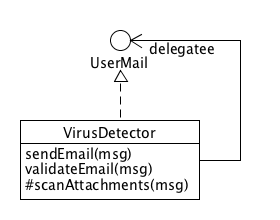 delegatee
UserMail
VirusDetector
sendEmail(msg)
validateEmail(msg)
#scanAttachments(msg)